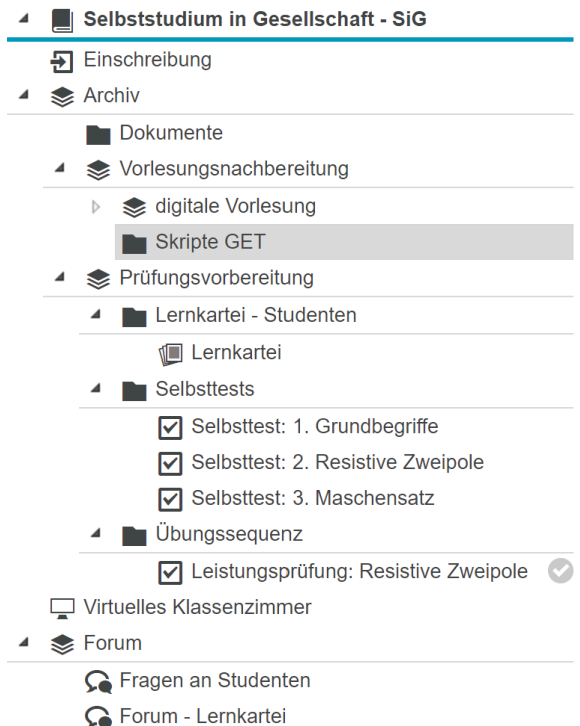 Selbststudium in Gesellschaft - SiG
Einschreibung
Archiv
Dokumente
Vorlesungsnachbereitung
digitale Vorlesung
Skripte GET
Prüfungsvorbereitung
Lernkartei - Studenten
Lernkartei
Selbsttests
Selbsttest: 1. Grundbegriffe
Selbsttest: 2. Resistive Zweipole
Selbsttest: 3. Maschensatz
Übungssequenz
Leistungsprüfung: Resistive Zweipole
Virtuelles Klassenzimmer
Forum
Fragen an Studenten
Forum - Lernkartei